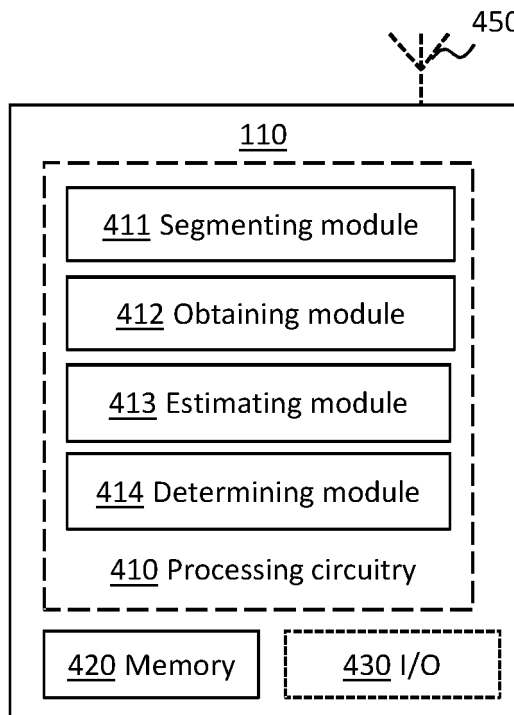 450
110
411 Segmenting module
412 Obtaining module
413 Estimating module
414 Determining module
410 Processing circuitry
420 Memory
430 I/O